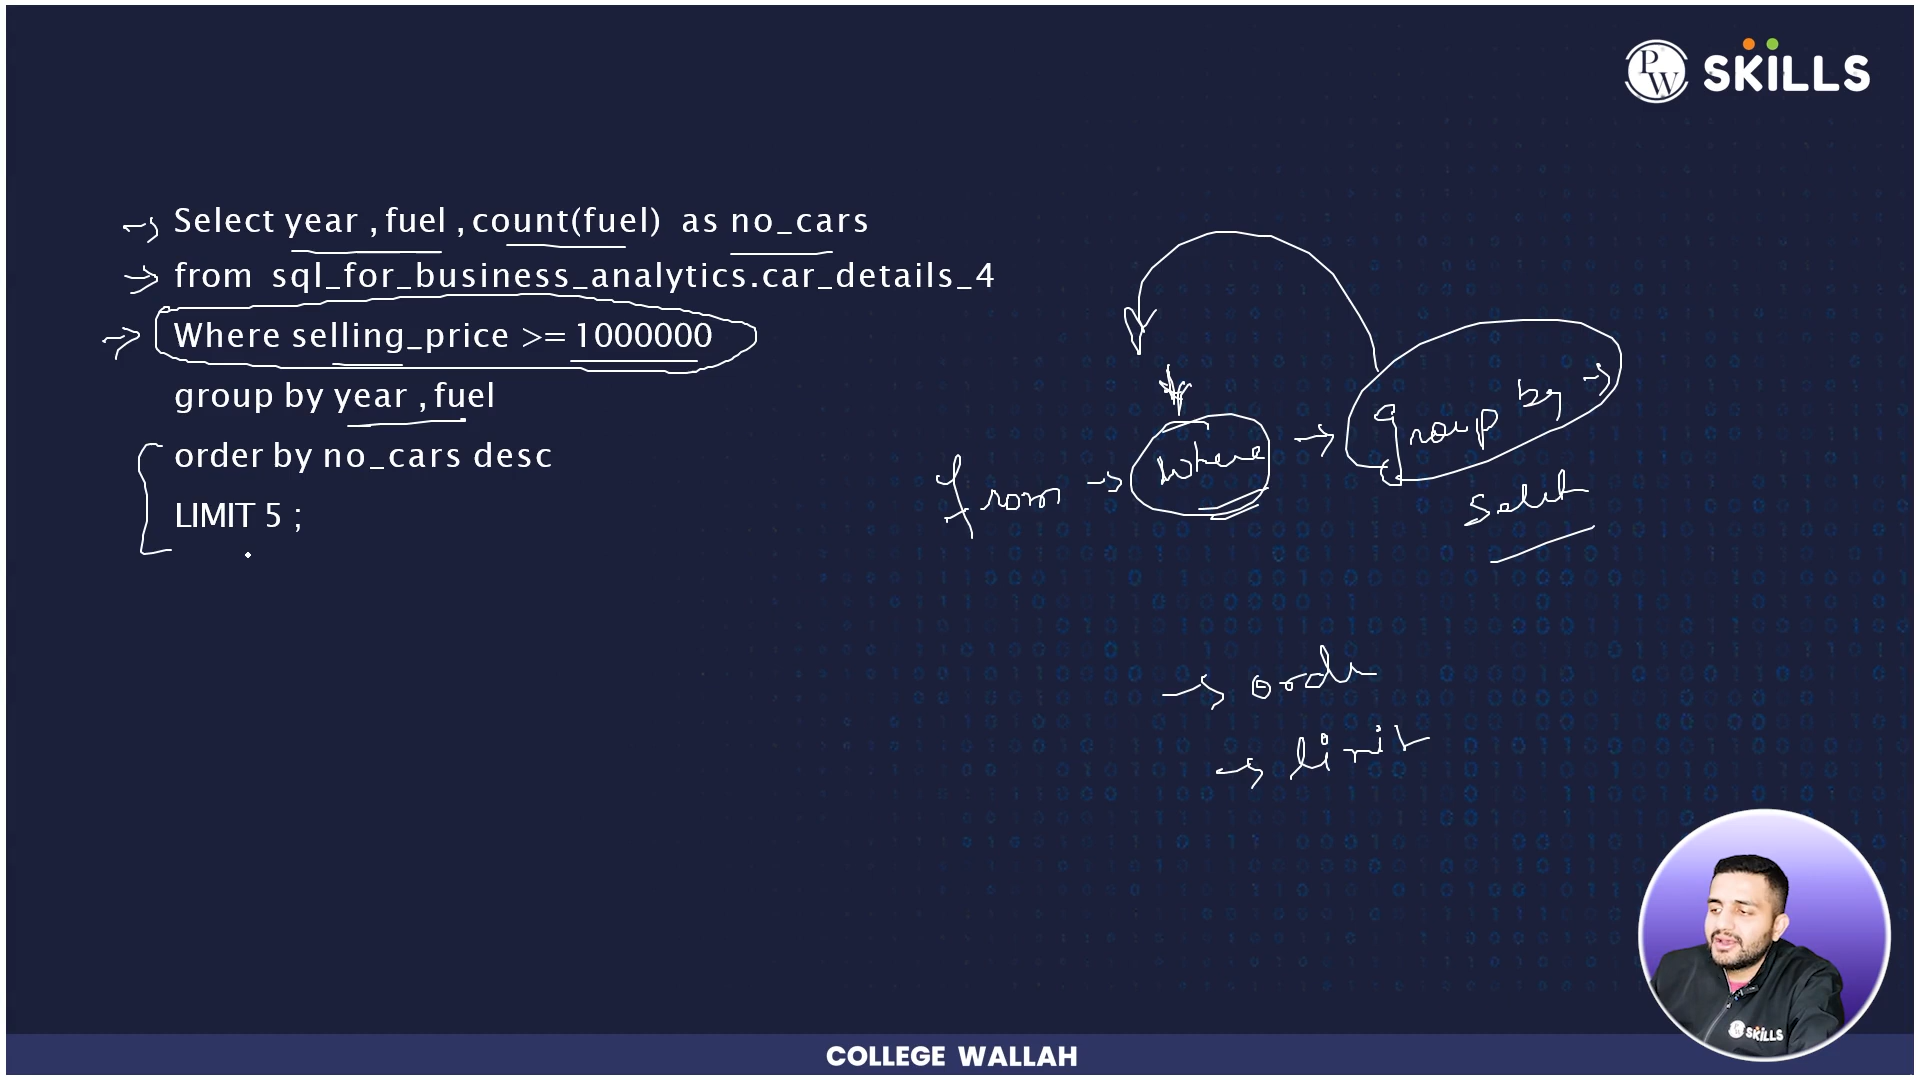 PW SKILLS
Select year , fuel , count(fuel) as no_cars
from sql_for_business_analytics.car_details_4
Where selling_price >= 1000000
group by year , fuel
order by no_cars desc
LIMIT 5 ;
from → where → group by →
Select
→ order
→ limit
PW SKILLS
COLLEGE WALLAH